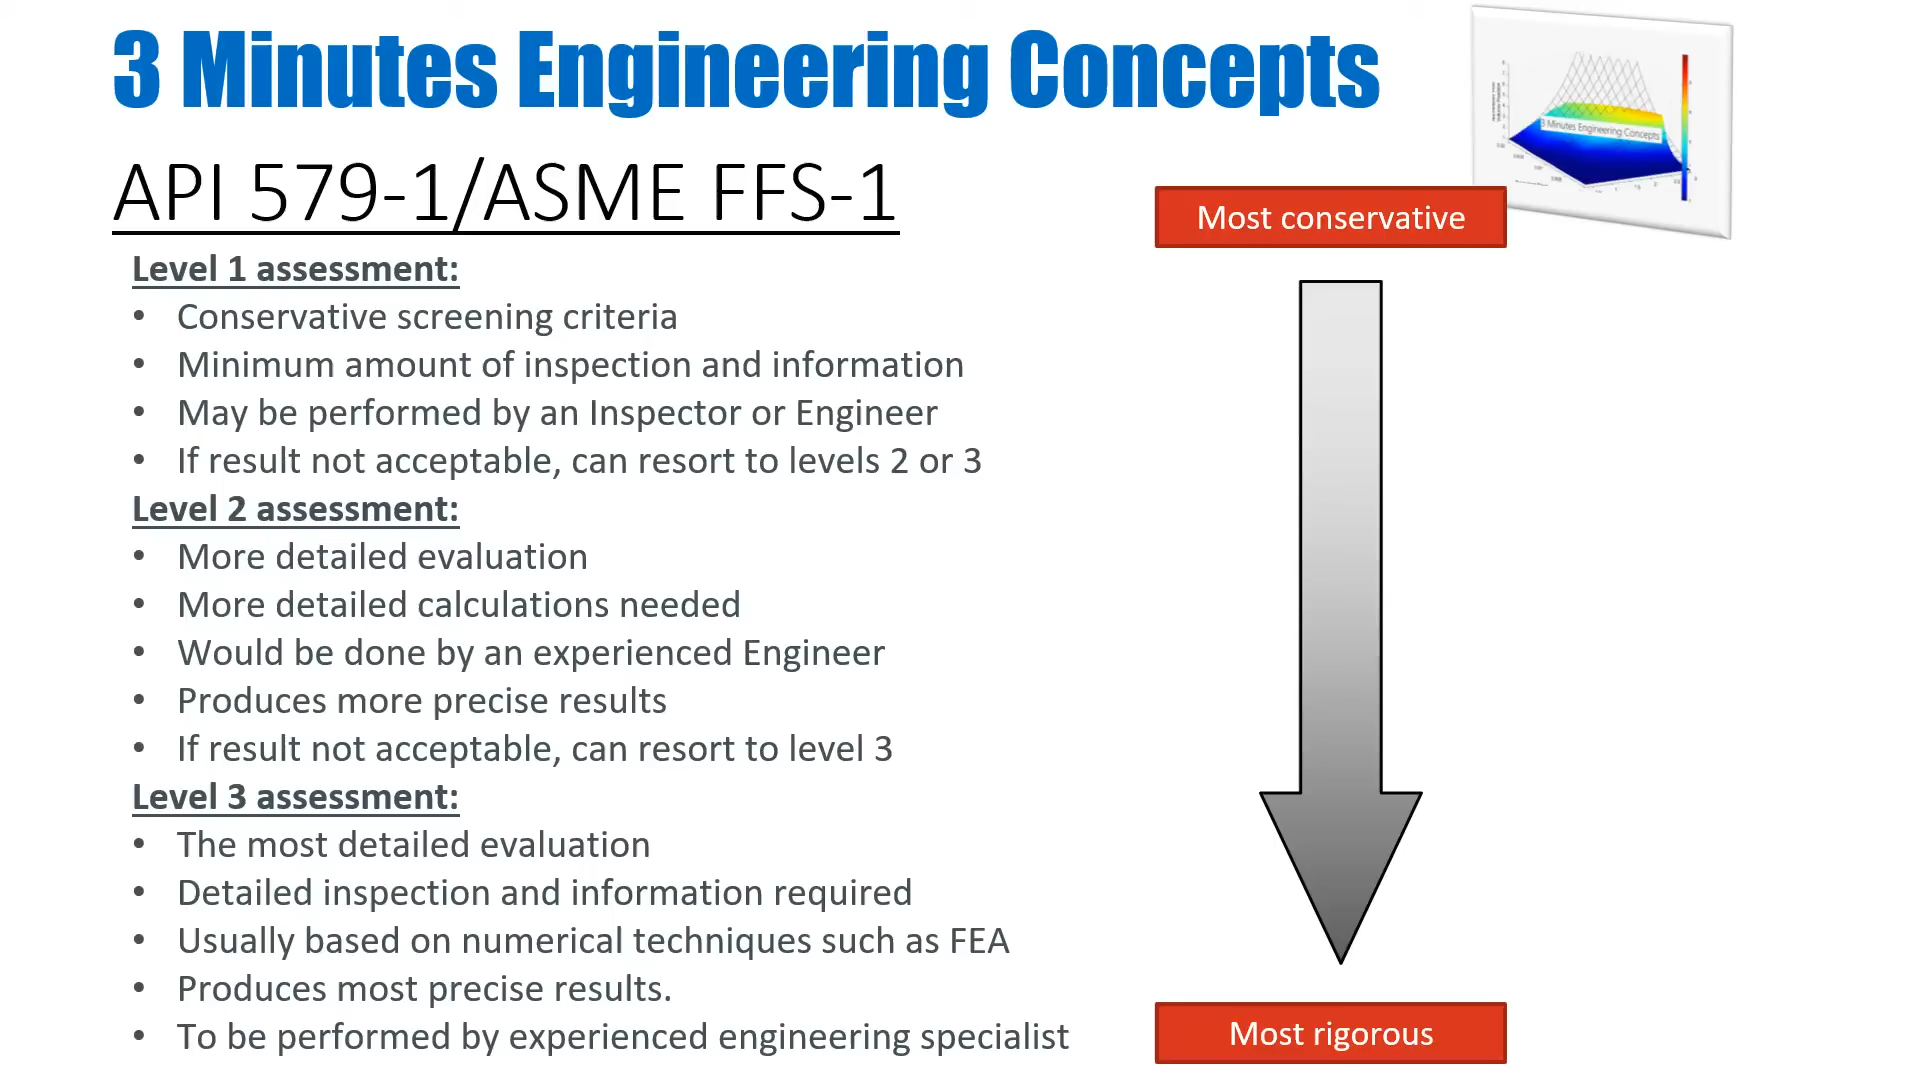 3 Minutes Engineering Concepts
3 Minutes Engineering Concepts
API 579-1/ASME FFS-1
Most conservative
Level 1 assessment:
• Conservative screening criteria
• Minimum amount of inspection and information
• May be performed by an Inspector or Engineer
• If result not acceptable, can resort to levels 2 or 3
Level 2 assessment:
• More detailed evaluation
• More detailed calculations needed
• Would be done by an experienced Engineer
• Produces more precise results
• If result not acceptable, can resort to level 3
Level 3 assessment:
• The most detailed evaluation
• Detailed inspection and information required
• Usually based on numerical techniques such as FEA
• Produces most precise results.
• To be performed by experienced engineering specialist
Most rigorous